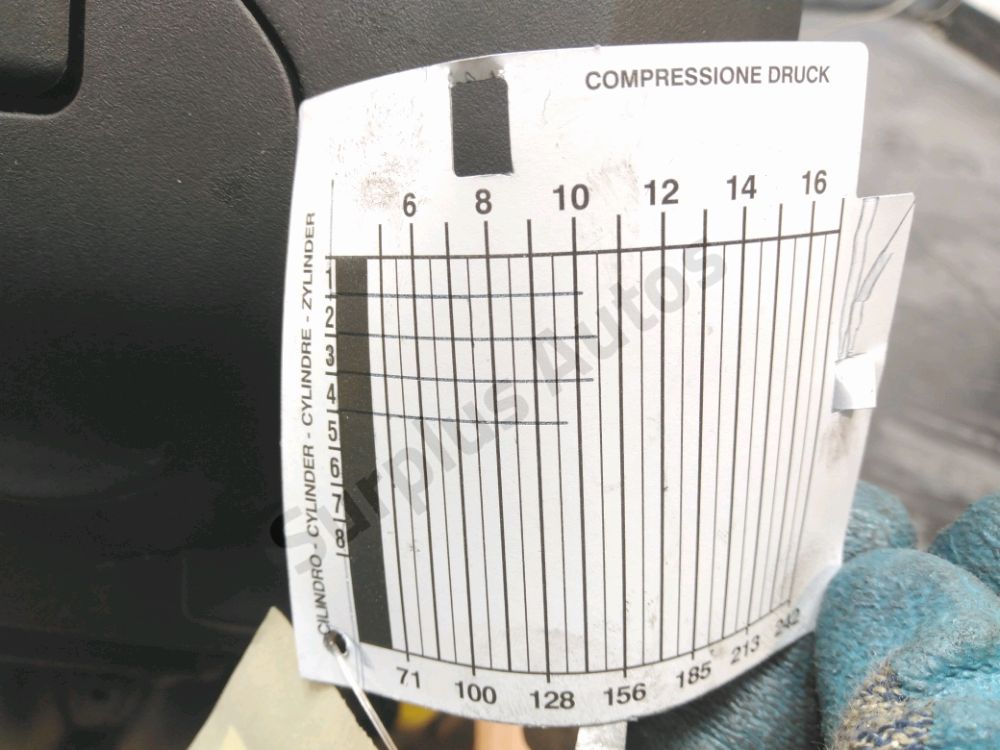 COMPRESSIONE DRUCK
6 8 10 12 14 16
CILINDRO - CYLINDER - CYLINDRE - ZYLINDER
1
2
3
4
5
6
7
8
71 100 128 156 185 213 242
Surplus Autos